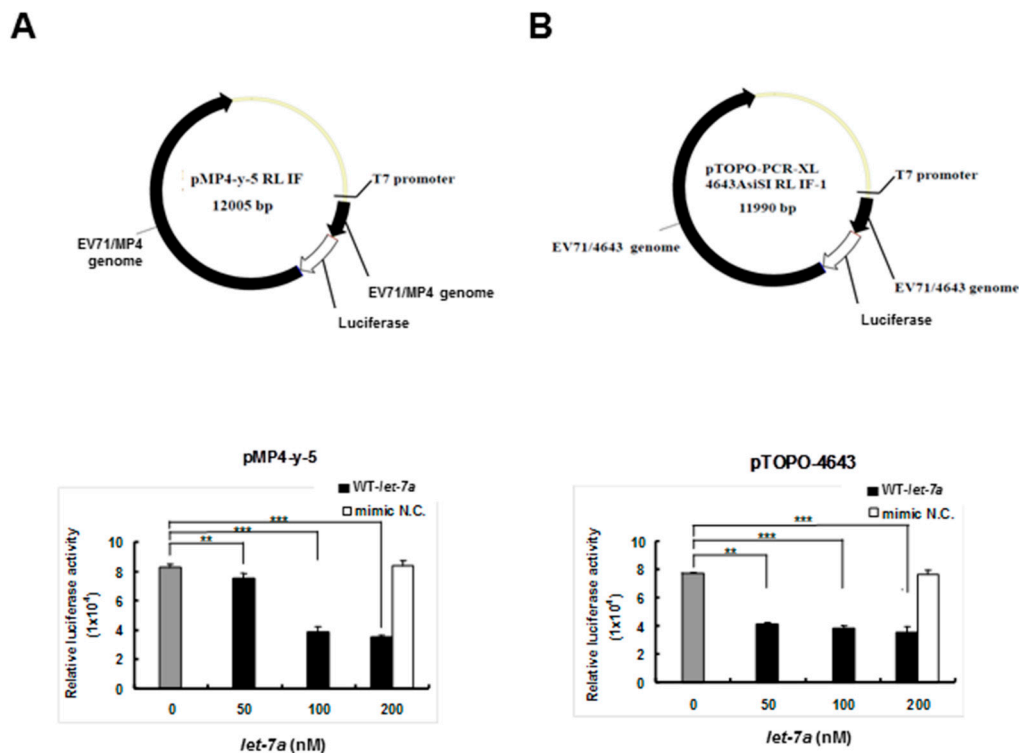 A
pMP4-y-5 RL IF
12005 bp
T7 promoter
EV71/MP4
genome
EV71/MP4 genome
Luciferase
B
pTOPO-PCR-XL
4643AsiSI RL IF-1
11990 bp
T7 promoter
EV71/4643 genome
EV71/4643 genome
Luciferase
pMP4-y-5
WT-let-7a
mimic N.C.
***
***
**
Relative luciferase activity
(1x10⁴)
10
8
6
4
2
0
0 50 100 200
let-7a (nM)
pTOPO-4643
WT-let-7a
mimic N.C.
***
***
**
Relative luciferase activity
(1x10⁴)
10
8
6
4
2
0
0 50 100 200
let-7a (nM)